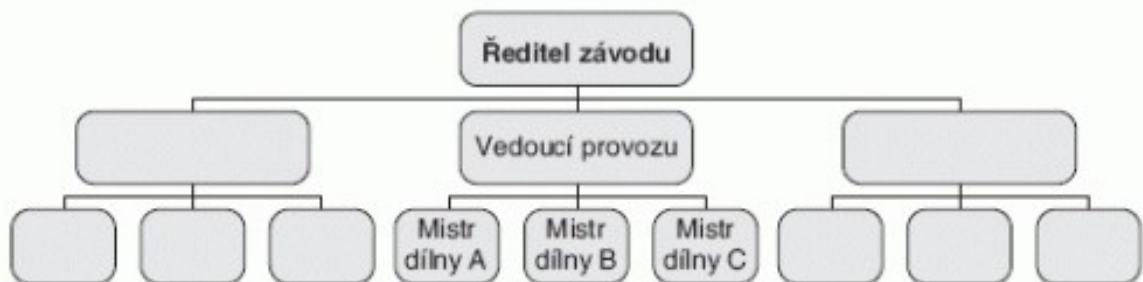 Ředitel závodu
Vedoucí provozu
Mistr
dílny A
Mistr
dílny B
Mistr
dílny C